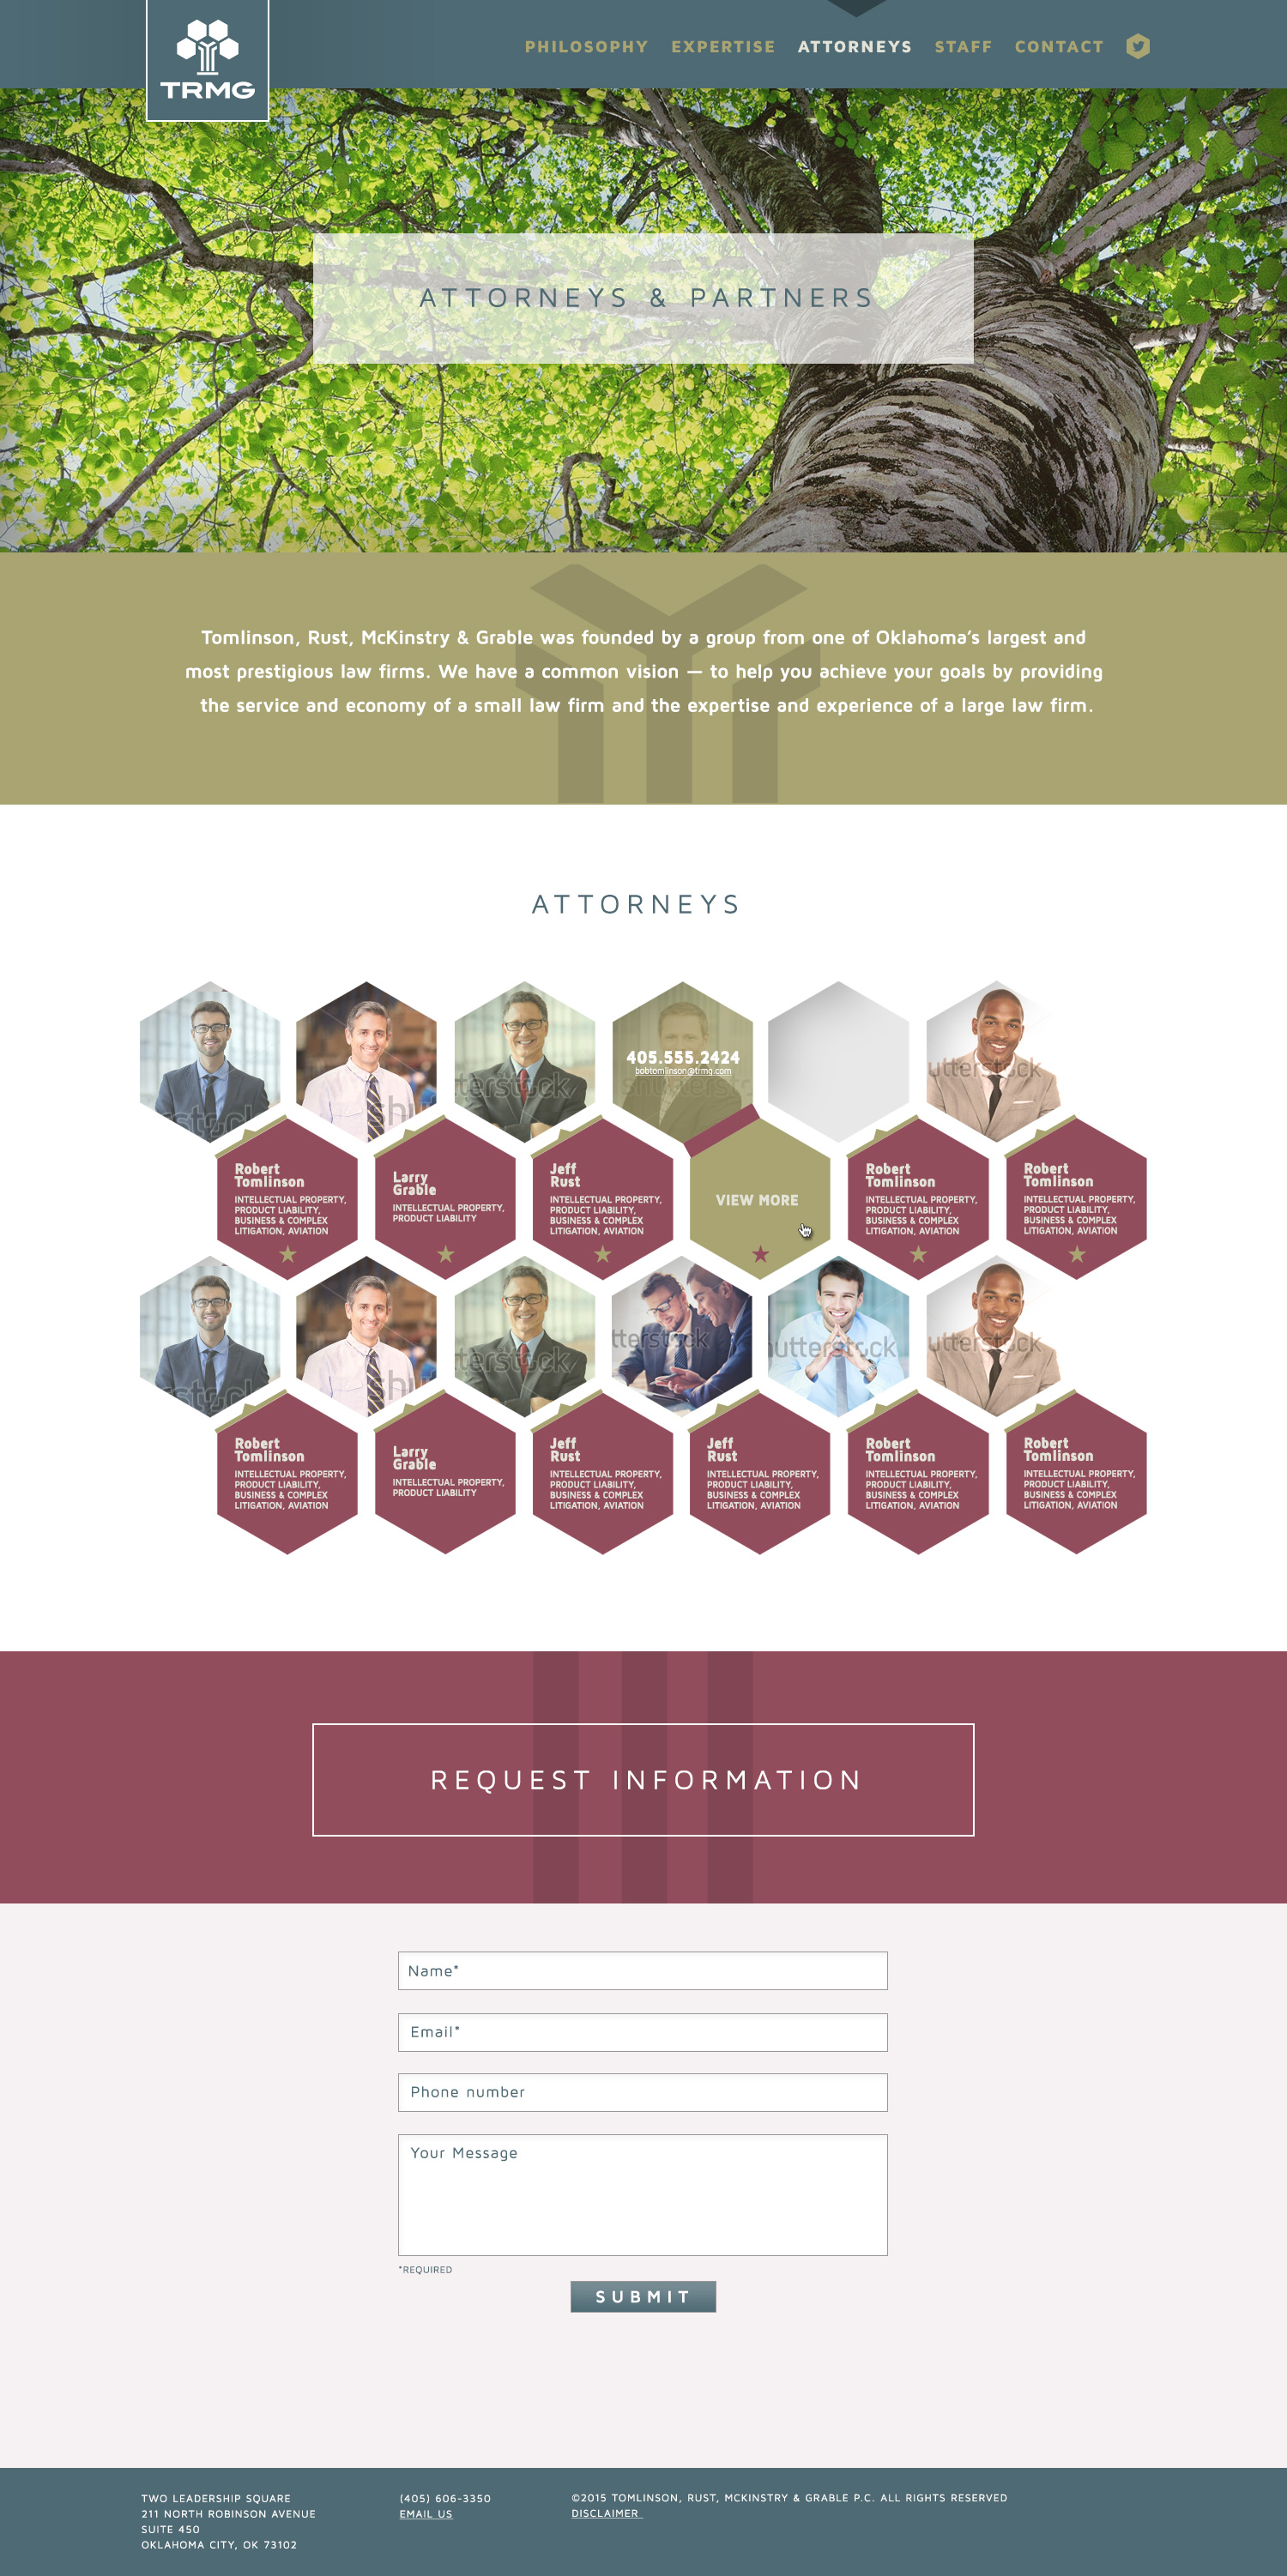 TRMG
PHILOSOPHY EXPERTISE ATTORNEYS STAFF CONTACT
ATTORNEYS & PARTNERS
Tomlinson, Rust, McKinstry & Grable was founded by a group from one of Oklahoma’s largest and
most prestigious law firms. We have a common vision — to help you achieve your goals by providing
the service and economy of a small law firm and the expertise and experience of a large law firm.
ATTORNEYS
405.555.2424
bobtomlinson@trmg.com
Robert
Tomlinson
INTELLECTUAL PROPERTY,
PRODUCT LIABILITY,
BUSINESS & COMPLEX
LITIGATION, AVIATION
Larry
Grable
INTELLECTUAL PROPERTY,
PRODUCT LIABILITY
Jeff
Rust
INTELLECTUAL PROPERTY,
PRODUCT LIABILITY,
BUSINESS & COMPLEX
LITIGATION, AVIATION
VIEW MORE
Robert
Tomlinson
INTELLECTUAL PROPERTY,
PRODUCT LIABILITY,
BUSINESS & COMPLEX
LITIGATION, AVIATION
Robert
Tomlinson
INTELLECTUAL PROPERTY,
PRODUCT LIABILITY,
BUSINESS & COMPLEX
LITIGATION, AVIATION
Robert
Tomlinson
INTELLECTUAL PROPERTY,
PRODUCT LIABILITY,
BUSINESS & COMPLEX
LITIGATION, AVIATION
Larry
Grable
INTELLECTUAL PROPERTY,
PRODUCT LIABILITY
Jeff
Rust
INTELLECTUAL PROPERTY,
PRODUCT LIABILITY,
BUSINESS & COMPLEX
LITIGATION, AVIATION
Jeff
Rust
INTELLECTUAL PROPERTY,
PRODUCT LIABILITY,
BUSINESS & COMPLEX
LITIGATION, AVIATION
Robert
Tomlinson
INTELLECTUAL PROPERTY,
PRODUCT LIABILITY,
BUSINESS & COMPLEX
LITIGATION, AVIATION
Robert
Tomlinson
INTELLECTUAL PROPERTY,
PRODUCT LIABILITY,
BUSINESS & COMPLEX
LITIGATION, AVIATION
REQUEST INFORMATION
Name*
Email*
Phone number
Your Message
*REQUIRED
SUBMIT
TWO LEADERSHIP SQUARE
211 NORTH ROBINSON AVENUE
SUITE 450
OKLAHOMA CITY, OK 73102
(405) 606-3350
EMAIL US
©2015 TOMLINSON, RUST, MCKINSTRY & GRABLE P.C. ALL RIGHTS RESERVED
DISCLAIMER